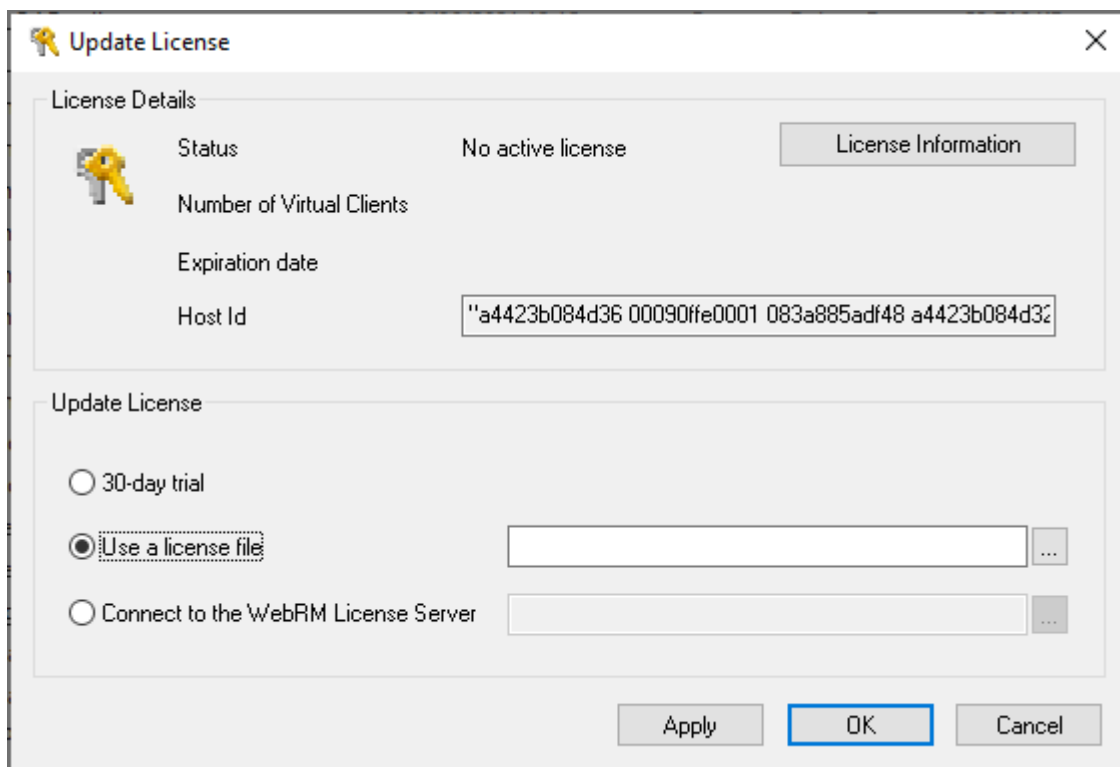 Update License
License Details
Status No active license License Information
Number of Virtual Clients
Expiration date
Host Id "a4423b084d36 00090ffe0001 083a885adf48 a4423b084d32
Update License
30-day trial
Use a license file ...
Connect to the WebRM License Server ...
Apply OK Cancel